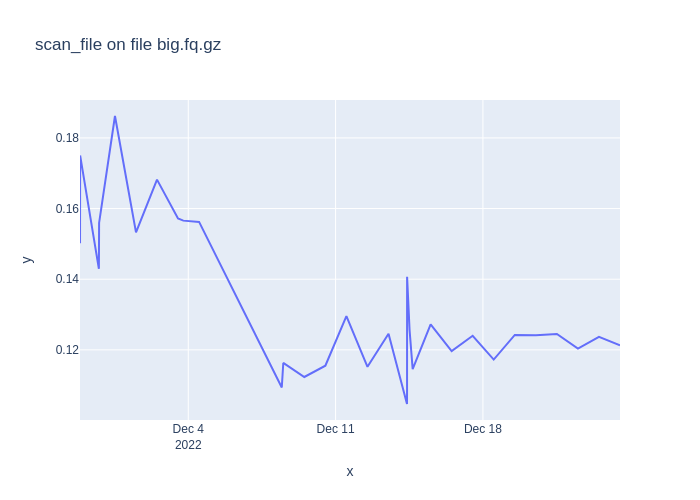 scan_file on file big.fq.gz
0.18
0.16
0.14
0.12
y
Dec 4
2022
Dec 11
Dec 18
x